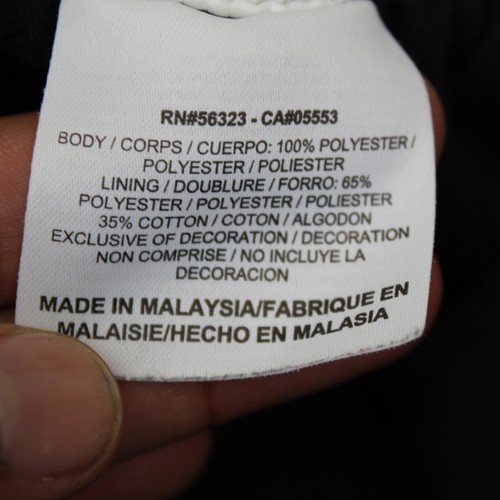 RN#56323 - CA#05553
BODY / CORPS / CUERPO: 100% POLYESTER /
POLYESTER / POLIESTER
LINING / DOUBLURE / FORRO: 65%
POLYESTER / POLYESTER / POLIESTER
35% COTTON / COTON / ALGODON
EXCLUSIVE OF DECORATION / DECORATION
NON COMPRISE / NO INCLUYE LA
DECORACION
MADE IN MALAYSIA/FABRIQUE EN
MALAISIE/HECHO EN MALASIA